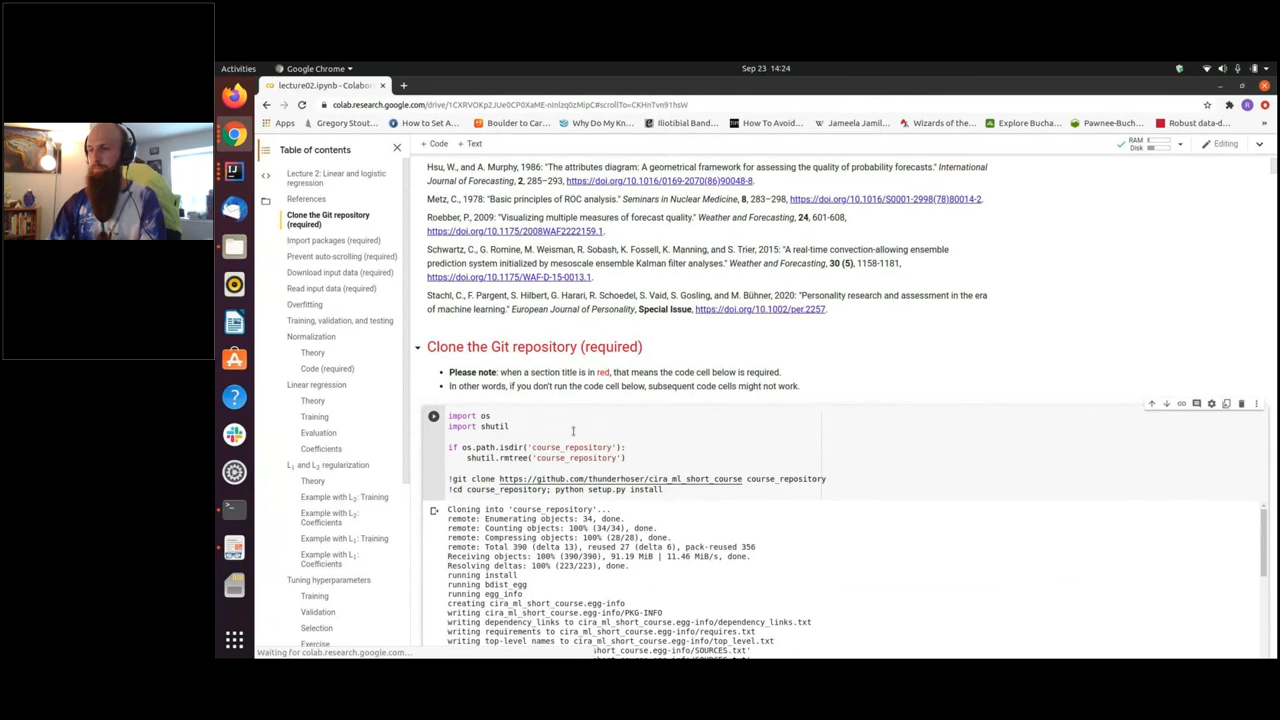 Activities
Google Chrome
Sep 23 14:24
lecture02.ipynb - Colabor
colab.research.google.com/drive/1CXRVOKp2JUe0CP0XaME-nInlzq0zMipC#scrollTo=CKHnTvn91hsW
Apps
Gregory Stout...
How to Set A...
Boulder to Car...
Why Do My Kn...
Iliotibial Band...
How To Avoid...
Jameela Jamil...
Wizards of the...
Explore Bucha...
Pawnee-Buch...
Robust data-d...
Table of contents
Lecture 2: Linear and logistic
regression
References
Clone the Git repository
(required)
Import packages (required)
Prevent auto-scrolling (required)
Download input data (required)
Read input data (required)
Overfitting
Training, validation, and testing
Normalization
Theory
Code (required)
Linear regression
Theory
Training
Evaluation
Coefficients
L1 and L2 regularization
Theory
Example with L2: Training
Example with L2:
Coefficients
Example with L1: Training
Example with L1:
Coefficients
Tuning hyperparameters
Training
Validation
Selection
Exercise
Waiting for colab.research.google.com...
+ Code + Text
RAM
Disk
Editing
Hsu, W., and A. Murphy, 1986: "The attributes diagram: A geometrical framework for assessing the quality of probability forecasts." International
Journal of Forecasting, 2, 285–293, https://doi.org/10.1016/0169-2070(86)90048-8.
Metz, C., 1978: "Basic principles of ROC analysis." Seminars in Nuclear Medicine, 8, 283–298, https://doi.org/10.1016/S0001-2998(78)80014-2.
Roebber, P., 2009: "Visualizing multiple measures of forecast quality." Weather and Forecasting, 24, 601-608,
https://doi.org/10.1175/2008WAF2222159.1.
Schwartz, C., G. Romine, M. Weisman, R. Sobash, K. Fossell, K. Manning, and S. Trier, 2015: "A real-time convection-allowing ensemble
prediction system initialized by mesoscale ensemble Kalman filter analyses." Weather and Forecasting, 30 (5), 1158-1181,
https://doi.org/10.1175/WAF-D-15-0013.1.
Stachl, C., F. Pargent, S. Hilbert, G. Harari, R. Schoedel, S. Vaid, S. Gosling, and M. Bühner, 2020: "Personality research and assessment in the era
of machine learning." European Journal of Personality, Special Issue, https://doi.org/10.1002/per.2257.
Clone the Git repository (required)
• Please note: when a section title is in red, that means the code cell below is required.
• In other words, if you don't run the code cell below, subsequent code cells might not work.
import os
import shutil
if os.path.isdir('course_repository'):
shutil.rmtree('course_repository')
!git clone https://github.com/thunderhoser/cira_ml_short_course course_repository
!cd course_repository; python setup.py install
Cloning into 'course_repository'...
remote: Enumerating objects: 34, done.
remote: Counting objects: 100% (34/34), done.
remote: Compressing objects: 100% (28/28), done.
remote: Total 390 (delta 13), reused 27 (delta 6), pack-reused 356
Receiving objects: 100% (390/390), 91.19 MiB | 11.46 MiB/s, done.
Resolving deltas: 100% (223/223), done.
running install
running bdist_egg
running egg_info
creating cira_ml_short_course.egg-info
writing cira_ml_short_course.egg-info/PKG-INFO
writing dependency_links to cira_ml_short_course.egg-info/dependency_links.txt
writing requirements to cira_ml_short_course.egg-info/requires.txt
writing top-level names to cira_ml_short_course.egg-info/top_level.txt
short_course.egg-info/SOURCES.txt'